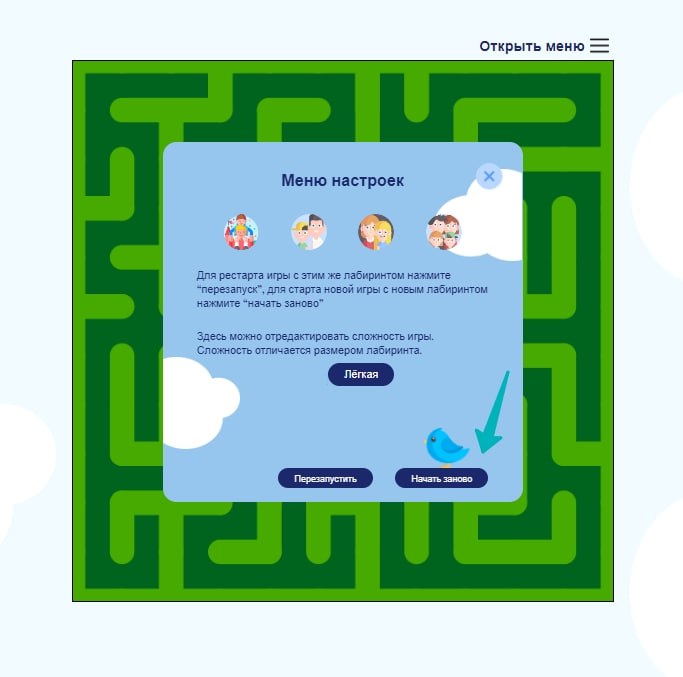 Открыть меню
Меню настроек
Для рестарта игры с этим же лабиринтом нажмите
“перезапуск”, для старта новой игры с новым лабиринтом
нажмите “начать заново”
Здесь можно отредактировать сложность игры.
Сложность отличается размером лабиринта.
Лёгкая
Перезапустить
Начать заново